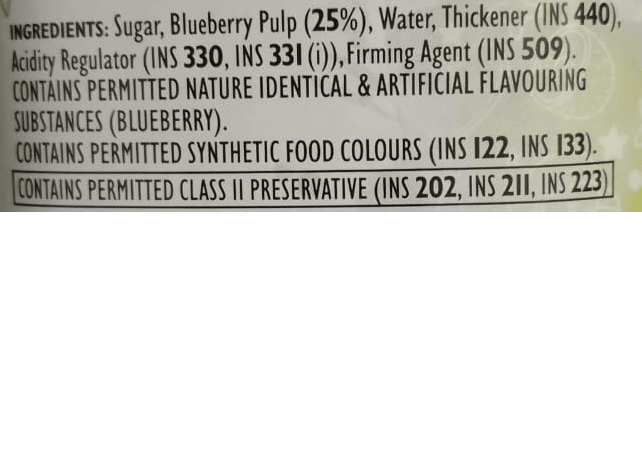 INGREDIENTS: Sugar, Blueberry Pulp (25%), Water, Thickener (INS 440),
Acidity Regulator (INS 330, INS 331 (i)), Firming Agent (INS 509).
CONTAINS PERMITTED NATURE IDENTICAL & ARTIFICIAL FLAVOURING
SUBSTANCES (BLUEBERRY).
CONTAINS PERMITTED SYNTHETIC FOOD COLOURS (INS 122, INS 133).
CONTAINS PERMITTED CLASS II PRESERVATIVE (INS 202, INS 211, INS 223)